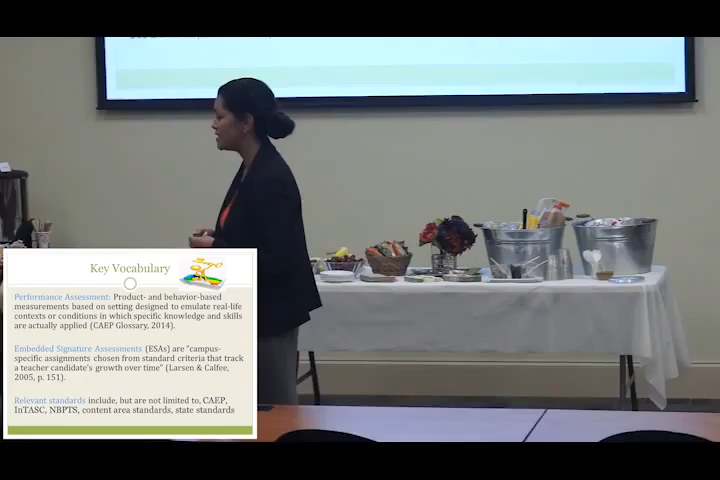 Key Vocabulary
Performance Assessment: Product- and behavior-based
measurements based on setting designed to emulate real-life
contexts or conditions in which specific knowledge and skills
are actually applied (CAEP Glossary, 2014).
Embedded Signature Assessments (ESAs) are "campus-
specific assignments chosen from standard criteria that track
a teacher candidate's growth over time" (Larsen & Calfee,
2005, p. 151).
Relevant standards include, but are not limited to, CAEP,
InTASC, NBPTS, content area standards, state standards